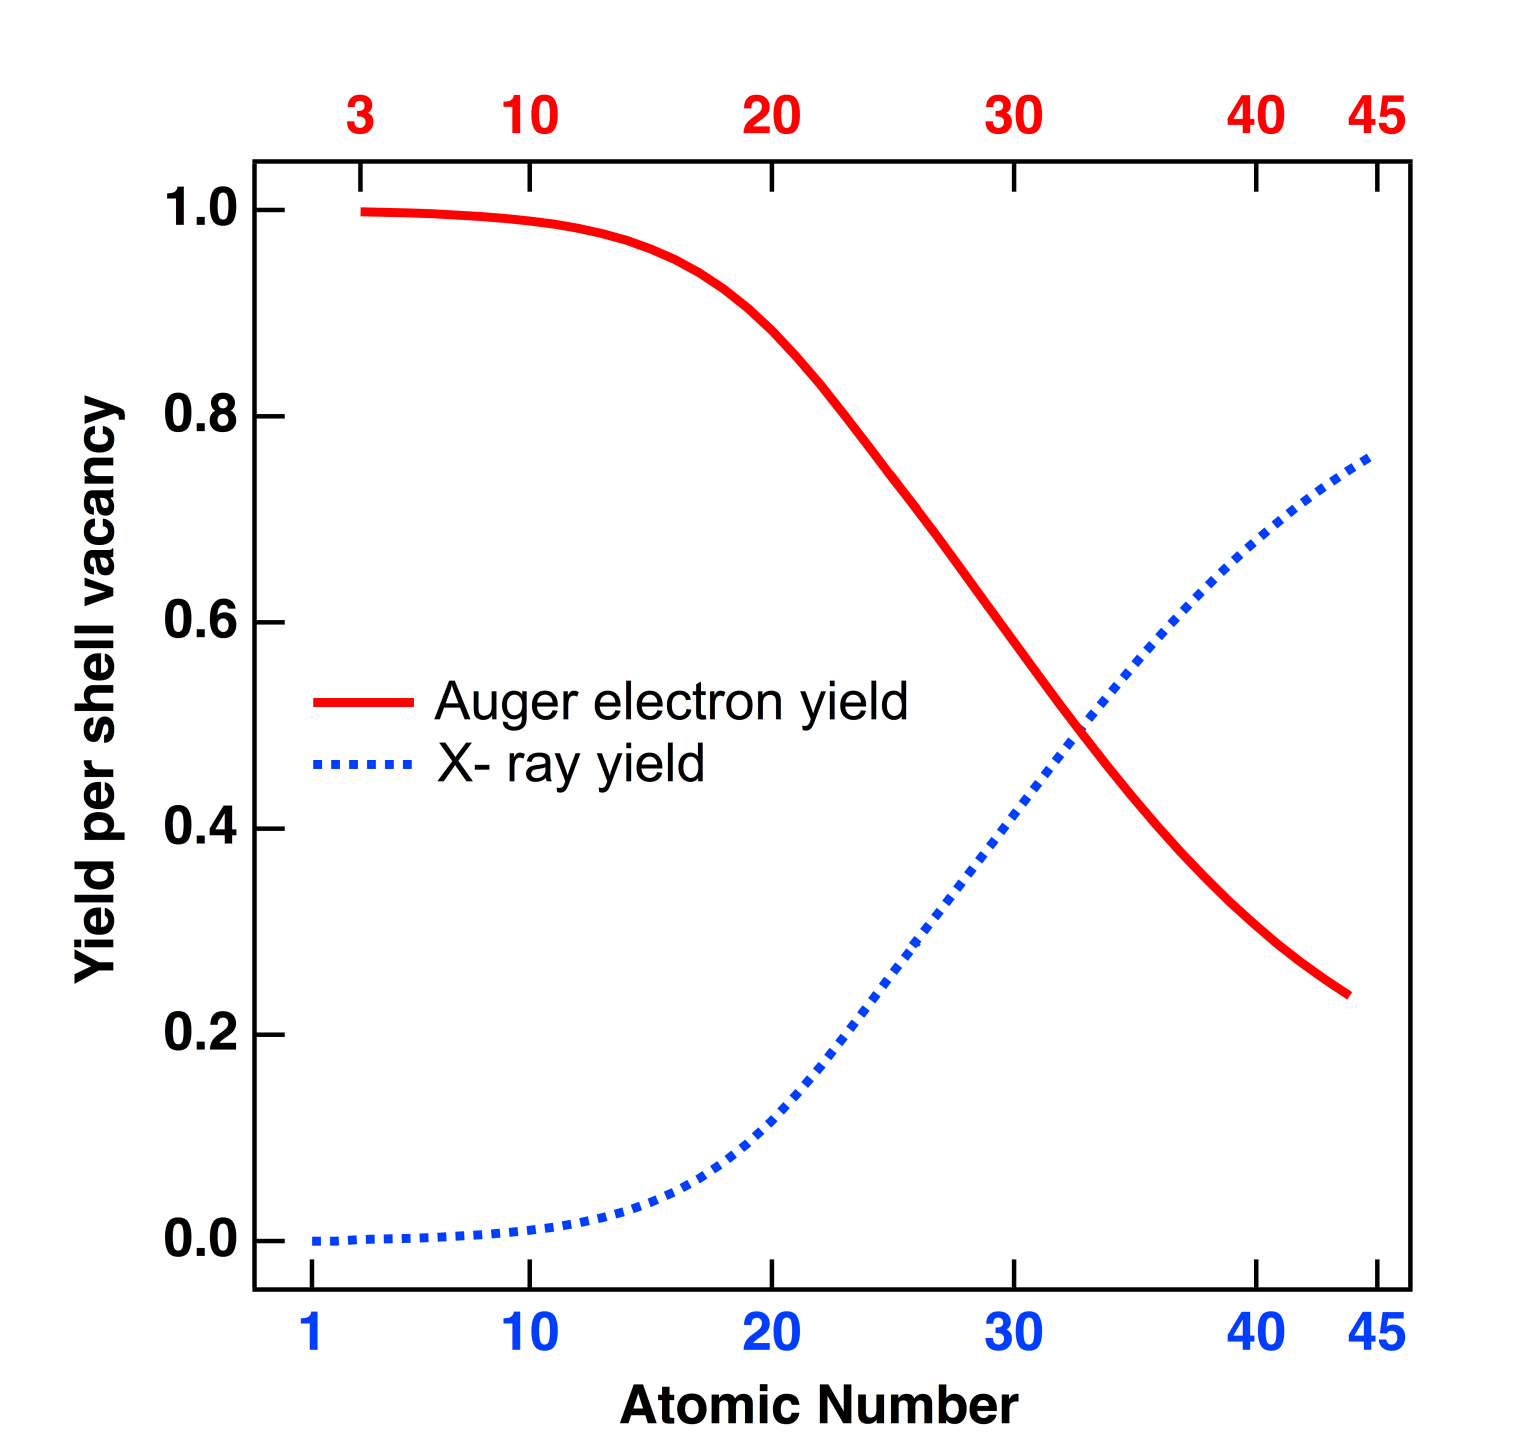 3 10 20 30 40 45
1.0
0.8
0.6
0.4
0.2
0.0
Yield per shell vacancy
Auger electron yield
X- ray yield
1 10 20 30 40 45
Atomic Number